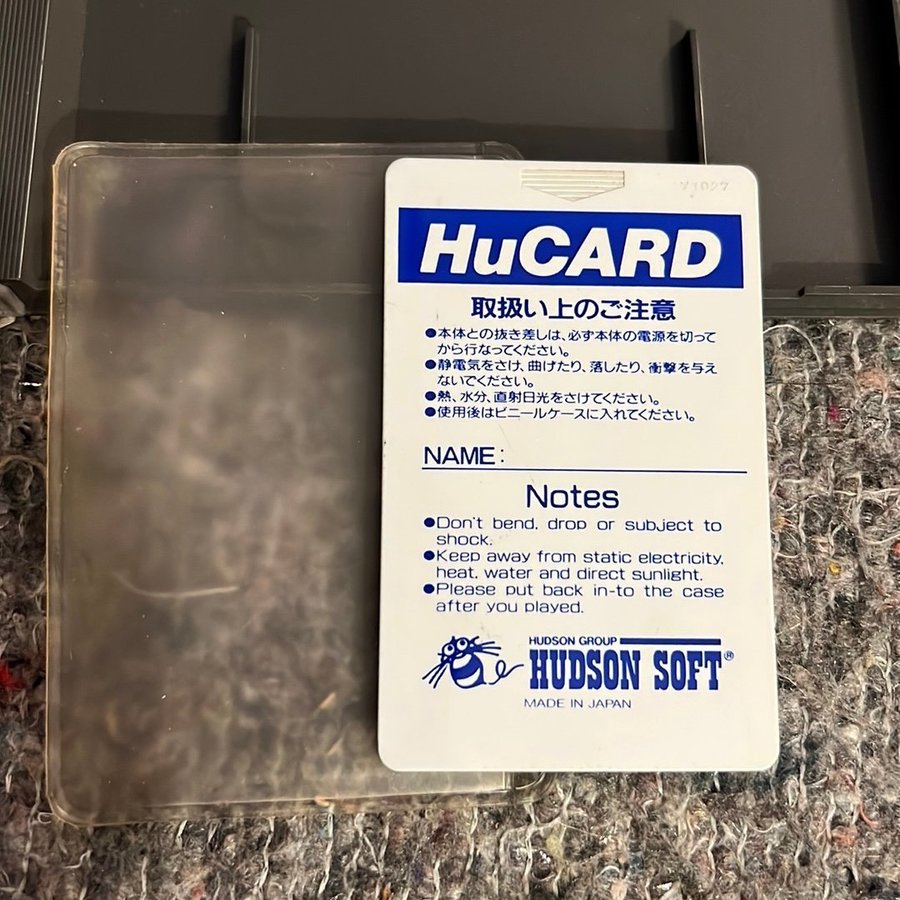 HuCARD
取扱い上のご注意
●本体との抜き差しは、必ず本体の電源を切って
から行なってください。
●静電気をさけ、曲げたり、落したり、衝撃を与え
ないでください。
●熱、水分、直射日光をさけてください。
●使用後はビニールケースに入れてください。
NAME:
Notes
●Don't bend, drop or subject to
shock.
●Keep away from static electricity,
heat, water and direct sunlight.
●Please put back in-to the case
after you played.
HUDSON GROUP
HUDSON SOFT®
MADE IN JAPAN